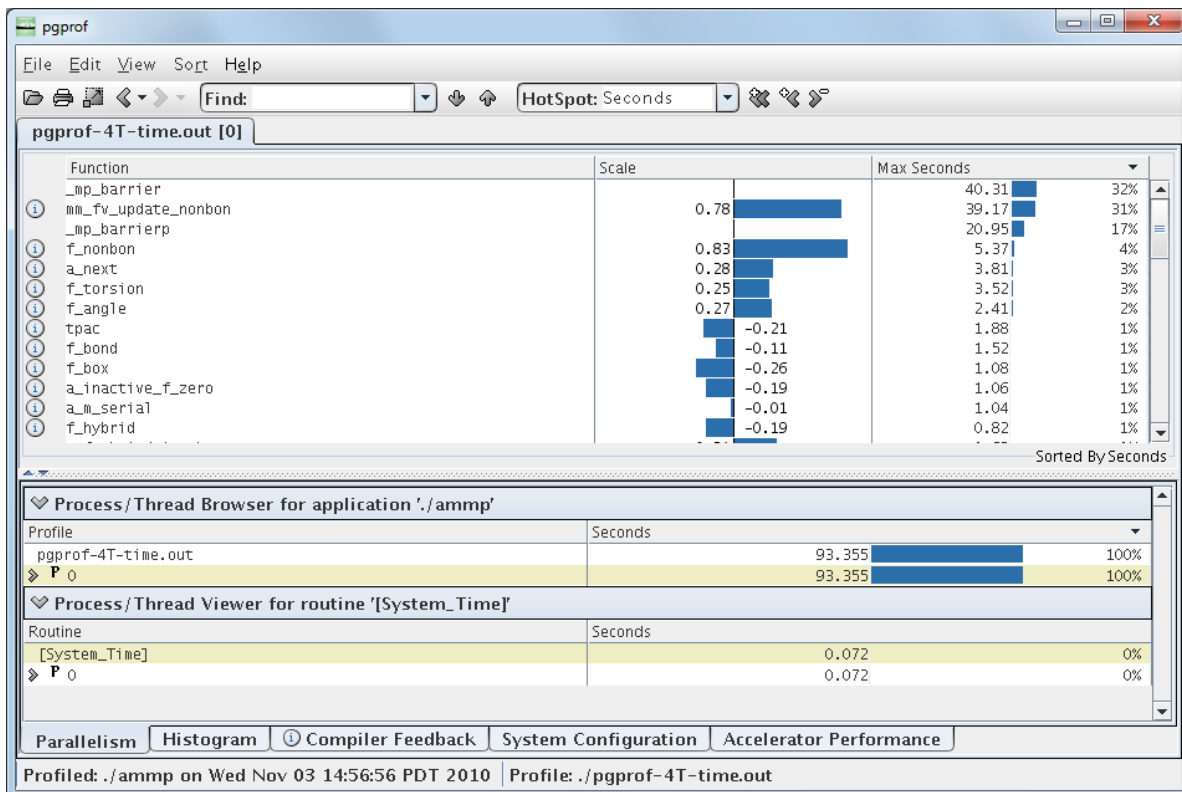 pgprof
File Edit View Sort Help
Find: HotSpot: Seconds
pgprof-4T-time.out [0]
Function Scale Max Seconds
_mp_barrier 40.31 32%
mm_fv_update_nonbon 0.78 39.17 31%
_mp_barrierp 20.95 17%
f_nonbon 0.83 5.37 4%
a_next 0.28 3.81 3%
f_torsion 0.25 3.52 3%
f_angle 0.27 2.41 2%
tpac -0.21 1.88 1%
f_bond -0.11 1.52 1%
f_box -0.26 1.08 1%
a_inactive_f_zero -0.19 1.06 1%
a_m_serial -0.01 1.04 1%
f_hybrid -0.19 0.82 1%
Sorted By Seconds
Process/Thread Browser for application './ammp'
Profile Seconds
pgprof-4T-time.out 93.355 100%
P 0 93.355 100%
Process/Thread Viewer for routine '[System_Time]'
Routine Seconds
[System_Time] 0.072 0%
P 0 0.072 0%
Parallelism Histogram Compiler Feedback System Configuration Accelerator Performance
Profiled: ./ammp on Wed Nov 03 14:56:56 PDT 2010 Profile: ./pgprof-4T-time.out